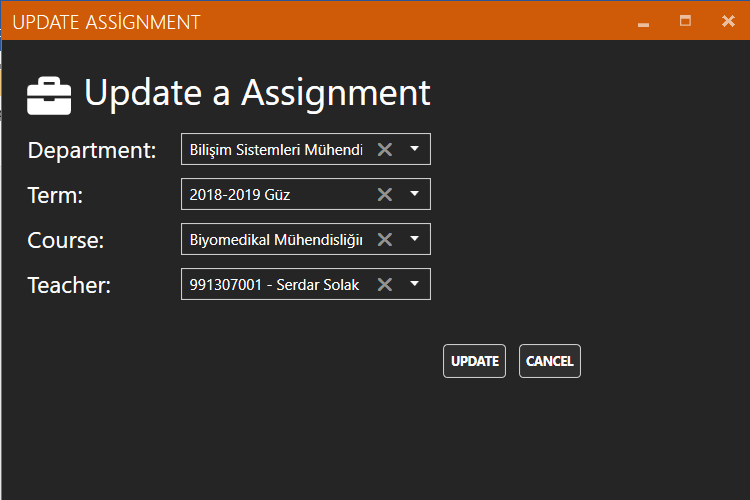 UPDATE ASSİGNMENT
Update a Assignment
Department: Bilişim Sistemleri Mühendi
Term: 2018-2019 Güz
Course: Biyomedikal Mühendisliğin
Teacher: 991307001 - Serdar Solak
UPDATE CANCEL